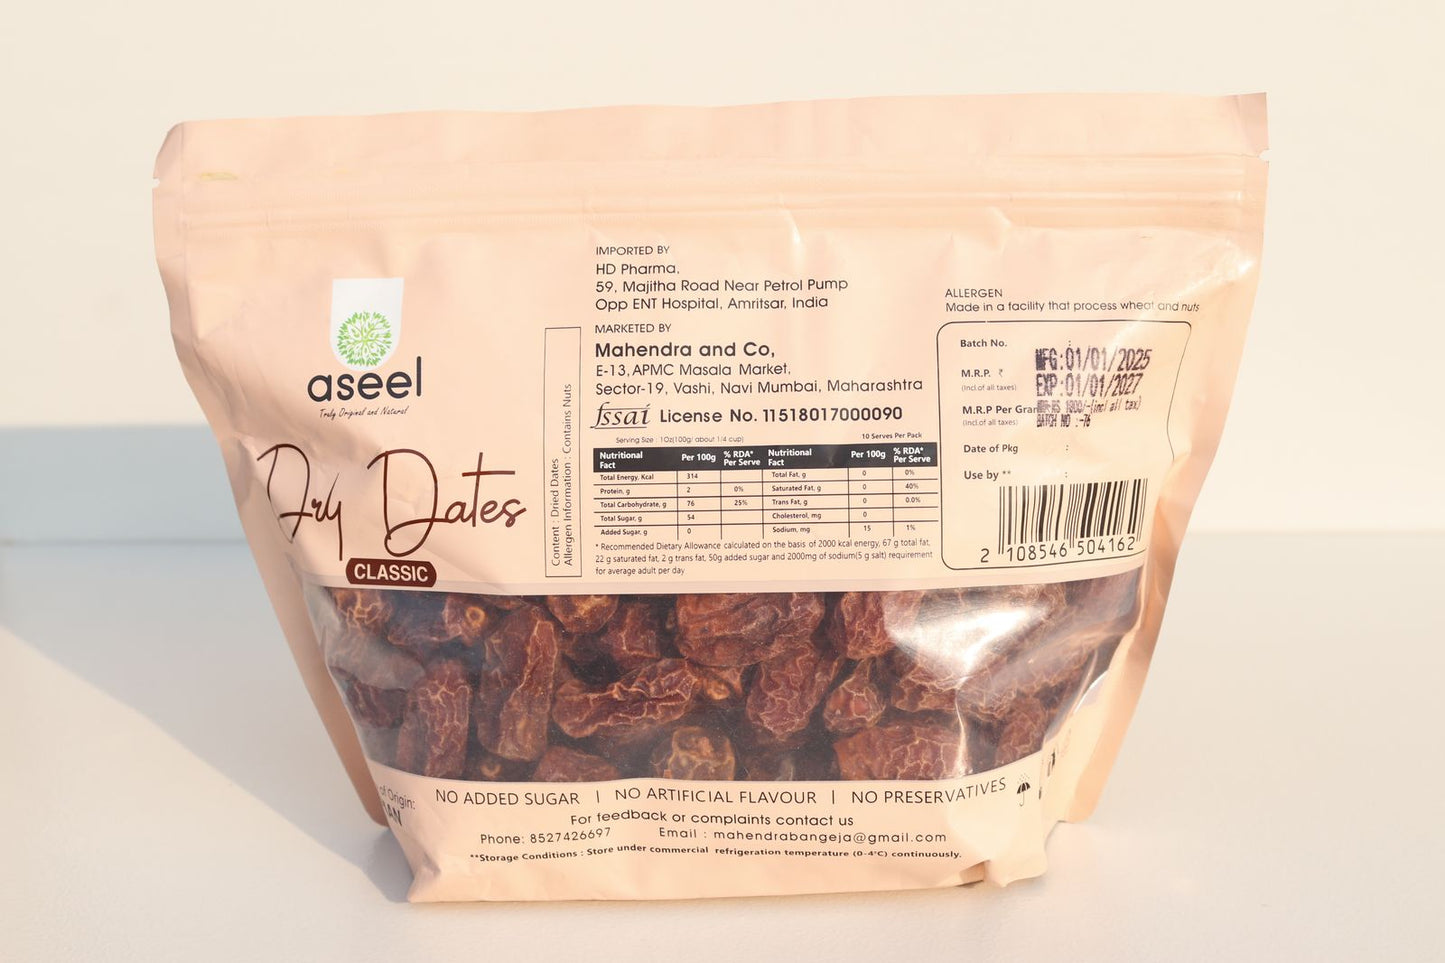 aseel
Truly Original and Natural
Dry Dates
CLASSIC
Content : Dried Dates
Allergen Information : Contains Nuts
IMPORTED BY
HD Pharma,
59, Majitha Road Near Petrol Pump
Opp ENT Hospital, Amritsar, India
MARKETED BY
Mahendra and Co,
E-13, APMC Masala Market,
Sector-19, Vashi, Navi Mumbai, Maharashtra
fssai License No. 11518017000090
Serving Size : 1Oz(100g/ about 1/4 cup) 10 Serves Per Pack
Nutritional Fact Per 100g % RDA* Per Serve Nutritional Fact Per 100g % RDA* Per Serve
Total Energy, Kcal 314 Total Fat, g 0 0%
Protein, g 2 0% Saturated Fat, g 0 40%
Total Carbohydrate, g 76 25% Trans Fat, g 0 0.0%
Total Sugar, g 54 Cholesterol, mg 0
Added Sugar, g 0 Sodium, mg 15 1%
* Recommended Dietary Allowance calculated on the basis of 2000 kcal energy, 67 g total fat,
22 g saturated fat, 2 g trans fat, 50g added sugar and 2000mg of sodium(5 g salt) requirement
for average adult per day
ALLERGEN
Made in a facility that process wheat and nuts
Batch No. :
MFG:01/01/2025
M.R.P. ₹
(Incl.of all taxes)
EXP:01/01/2027
M.R.P Per Gram
(Incl.of all taxes)
(incl all tax)
BATCH NO :-76
Date of Pkg :
Use by ** :
2 108546 504162
of Origin:
NO ADDED SUGAR | NO ARTIFICIAL FLAVOUR | NO PRESERVATIVES
For feedback or complaints contact us
Phone: 8527426697 Email : mahendrabangeja@gmail.com
**Storage Conditions : Store under commercial refrigeration temperature (0-4°C) continuously.